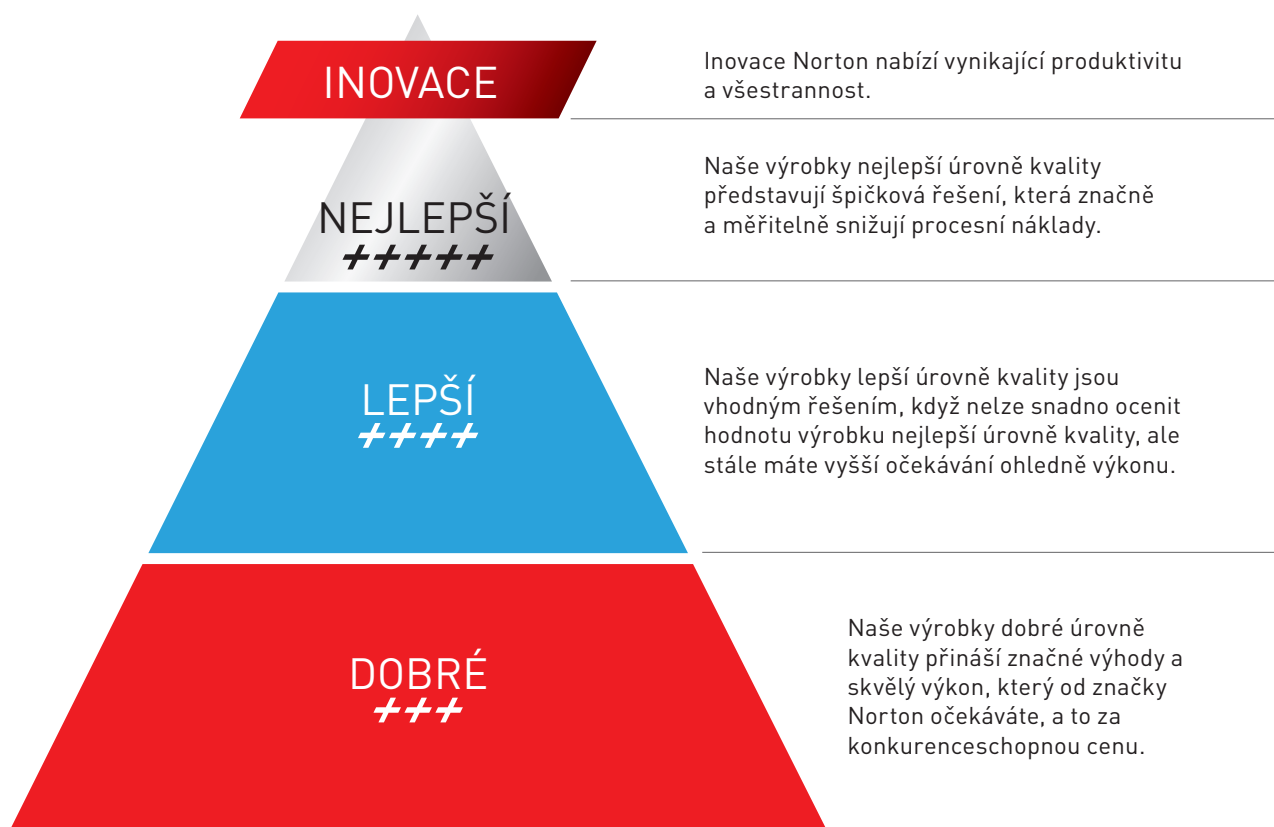 INOVACE
Inovace Norton nabízí vynikající produktivitu
a všestrannost.
NEJLEPŠÍ
+++++
Naše výrobky nejlepší úrovně kvality
představují špičková řešení, která značně
a měřitelně snižují procesní náklady.
LEPŠÍ
++++
Naše výrobky lepší úrovně kvality jsou
vhodným řešením, když nelze snadno ocenit
hodnotu výrobku nejlepší úrovně kvality, ale
stále máte vyšší očekávání ohledně výkonu.
DOBRÉ
+++
Naše výrobky dobré úrovně
kvality přináší značné výhody a
skvělý výkon, který od značky
Norton očekáváte, a to za
konkurenceschopnou cenu.